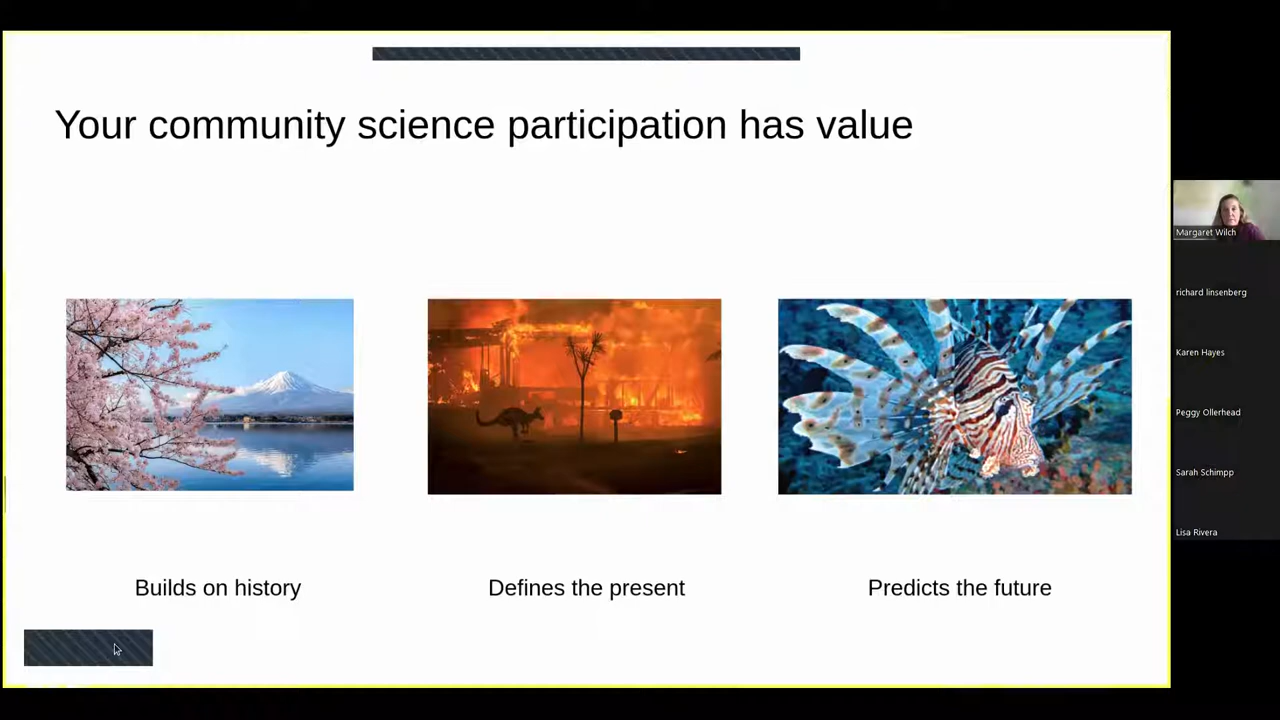 Your community science participation has value
Margaret Wilch
richard linsenberg
Karen Hayes
Peggy Ollerhead
Sarah Schimpp
Lisa Rivera
Builds on history
Defines the present
Predicts the future